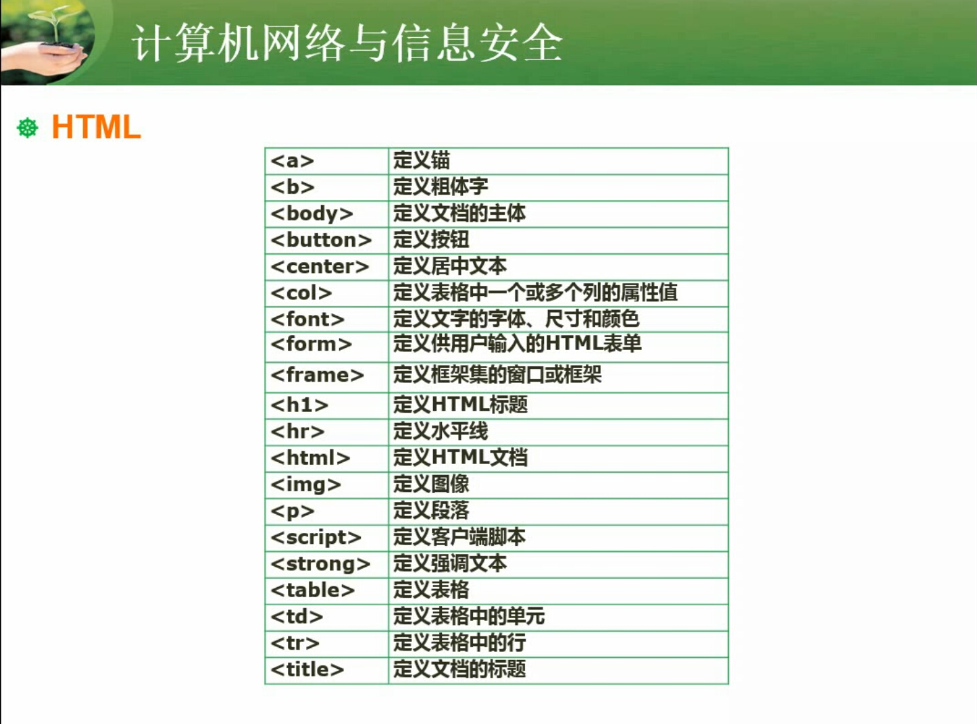 计算机网络与信息安全
HTML
<a> 定义锚
<b> 定义粗体字
<body> 定义文档的主体
<button> 定义按钮
<center> 定义居中文本
<col> 定义表格中一个或多个列的属性值
<font> 定义文字的字体、尺寸和颜色
<form> 定义供用户输入的HTML表单
<frame> 定义框架集的窗口或框架
<h1> 定义HTML标题
<hr> 定义水平线
<html> 定义HTML文档
<img> 定义图像
<p> 定义段落
<script> 定义客户端脚本
<strong> 定义强调文本
<table> 定义表格
<td> 定义表格中的单元
<tr> 定义表格中的行
<title> 定义文档的标题